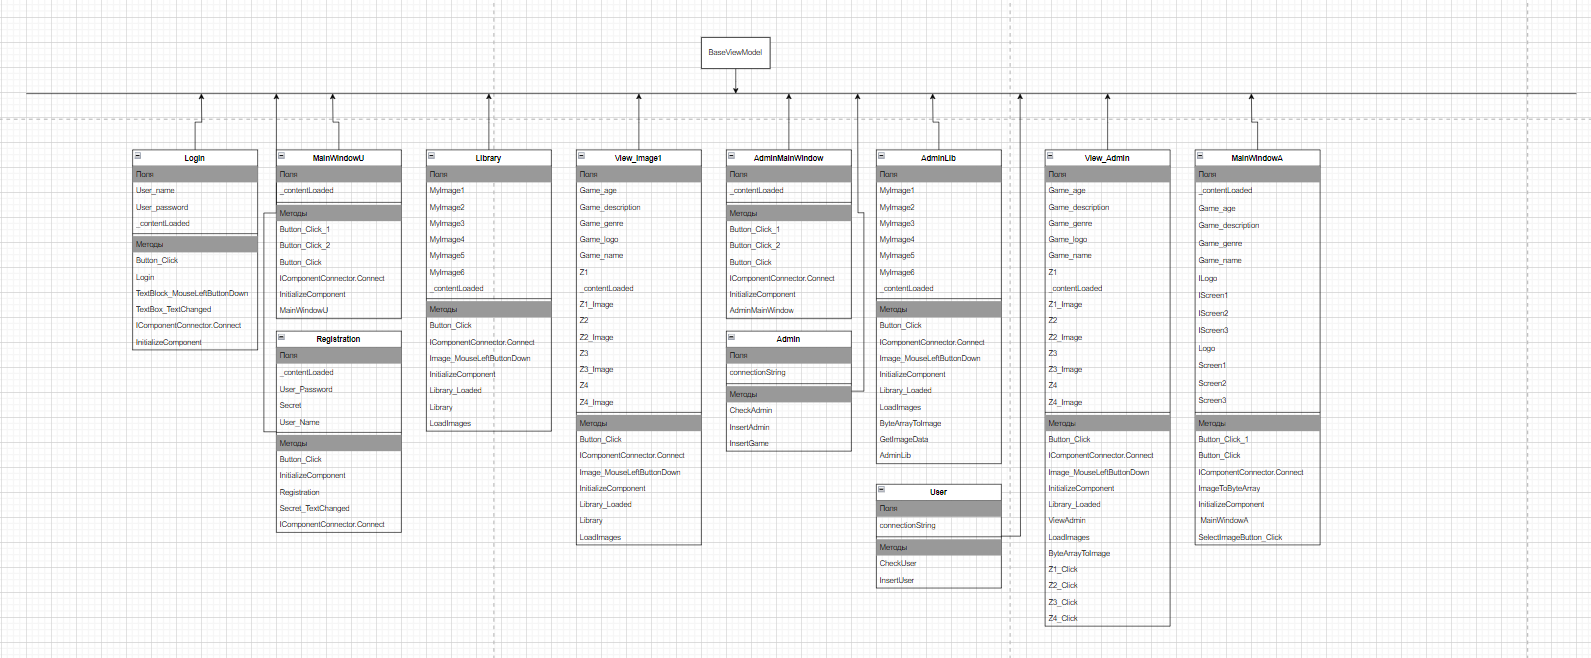 BaseViewModel
Login
Поля
User_name
User_password
_contentLoaded
Методы
Button_Click
Login
TextBlock_MouseLeftButtonDown
TextBox_TextChanged
IComponentConnector.Connect
InitializeComponent
MainWindowU
Поля
_contentLoaded
Методы
Button_Click_1
Button_Click_2
Button_Click
IComponentConnector.Connect
InitializeComponent
MainWindowU
Registration
Поля
_contentLoaded
User_Password
Secret
User_Name
Методы
Button_Click
InitializeComponent
Registration
Secret_TextChanged
IComponentConnector.Connect
Library
Поля
MyImage1
MyImage2
MyImage3
MyImage4
MyImage5
MyImage6
_contentLoaded
Методы
Button_Click
IComponentConnector.Connect
Image_MouseLeftButtonDown
InitializeComponent
Library_Loaded
Library
LoadImages
View_Image1
Поля
Game_age
Game_description
Game_genre
Game_logo
Game_name
Z1
_contentLoaded
Z1_Image
Z2
Z2_Image
Z3
Z3_Image
Z4
Z4_Image
Методы
Button_Click
IComponentConnector.Connect
Image_MouseLeftButtonDown
InitializeComponent
Library_Loaded
Library
LoadImages
AdminMainWindow
Поля
_contentLoaded
Методы
Button_Click_1
Button_Click_2
Button_Click
IComponentConnector.Connect
InitializeComponent
AdminMainWindow
Admin
Поля
connectionString
Методы
CheckAdmin
InsertAdmin
InsertGame
AdminLib
Поля
MyImage1
MyImage2
MyImage3
MyImage4
MyImage5
MyImage6
_contentLoaded
Методы
Button_Click
IComponentConnector.Connect
Image_MouseLeftButtonDown
InitializeComponent
Library_Loaded
LoadImages
ByteArrayToImage
GetImageData
AdminLib
User
Поля
connectionString
Методы
CheckUser
InsertUser
View_Admin
Поля
Game_age
Game_description
Game_genre
Game_logo
Game_name
Z1
_contentLoaded
Z1_Image
Z2
Z2_Image
Z3
Z3_Image
Z4
Z4_Image
Методы
Button_Click
IComponentConnector.Connect
Image_MouseLeftButtonDown
InitializeComponent
Library_Loaded
ViewAdmin
LoadImages
ByteArrayToImage
Z1_Click
Z2_Click
Z3_Click
Z4_Click
MainWindowA
Поля
_contentLoaded
Game_age
Game_description
Game_genre
Game_name
ILogo
IScreen1
IScreen2
IScreen3
Logo
Screen1
Screen2
Screen3
Методы
Button_Click_1
Button_Click
IComponentConnector.Connect
ImageToByteArray
InitializeComponent
MainWindowA
SelectImageButton_Click